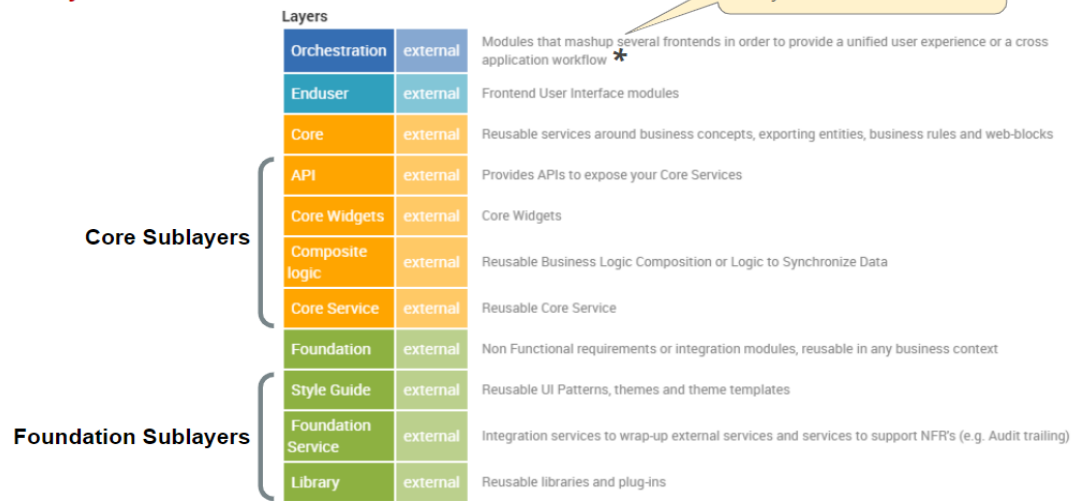 Layers
Orchestration external Modules that mashup several frontends in order to provide a unified user experience or a cross
application workflow *
Enduser external Frontend User Interface modules
Core external Reusable services around business concepts, exporting entities, business rules and web-blocks
API external Provides APIs to expose your Core Services
Core Widgets external Core Widgets
Core Sublayers
Composite
logic external Reusable Business Logic Composition or Logic to Synchronize Data
Core Service external Reusable Core Service
Foundation external Non Functional requirements or integration modules, reusable in any business context
Style Guide external Reusable UI Patterns, themes and theme templates
Foundation Sublayers
Foundation
Service external Integration services to wrap-up external services and services to support NFR's (e.g. Audit trailing)
Library external Reusable libraries and plug-ins